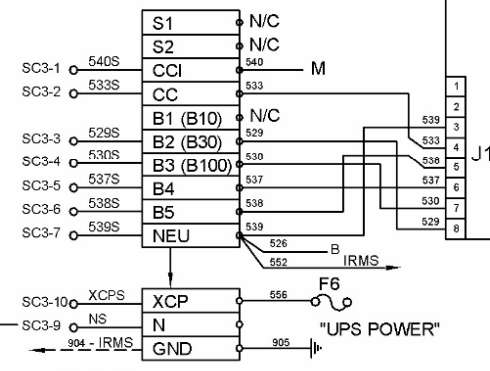 S1 N/C
S2 N/C
SC3-1 540S CCI 540 M
SC3-2 533S CC 533 1
B1 (B10) N/C 2
SC3-3 529S B2 (B30) 529 539 3
533 4
SC3-4 530S B3 (B100) 530 538 5 J1
SC3-5 537S B4 537 537 6
SC3-6 538S B5 538 530 7
SC3-7 539S NEU 539 529 8
526 B
552 IRMS
F6
SC3-10 XCPS XCP 556
SC3-9 NS N "UPS POWER"
904 - IRMS GND 905